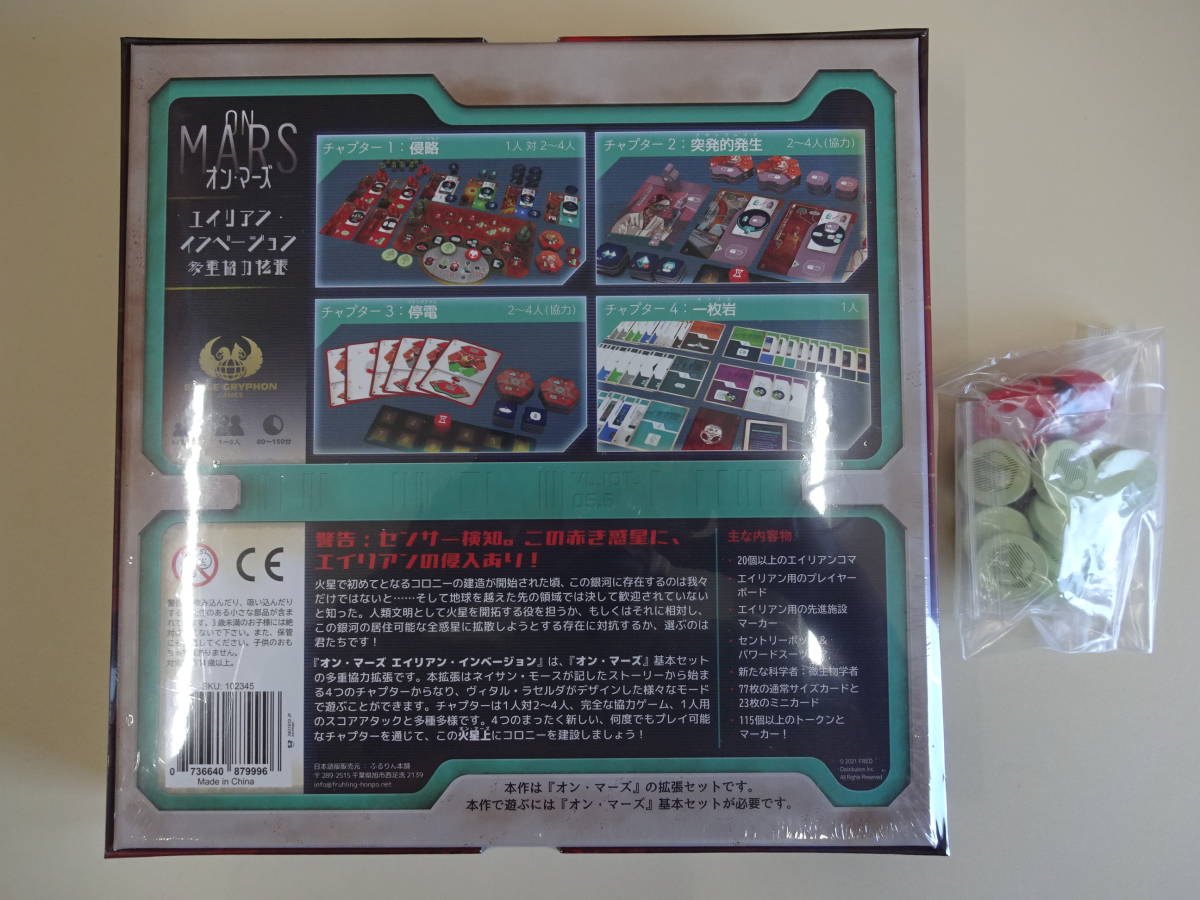 ON
MARS
オン・マーズ
エイリアン・
インベージョン
多重協力拡張
チャプター 1：侵略 1人 対 2〜4人
チャプター 2：突発的発生 2〜4人(協力)
チャプター 3：停電 2〜4人(協力)
チャプター 4：一枚岩 1人
GRYPHON
GAMES
1〜5人 90〜150分
警告：センサー検知。この赤き惑星に、
エイリアンの侵入あり！
火星で初めてとなるコロニーの建造が開始された頃、この銀河に存在するのは我々
だけではないと……そして地球を越えた先の領域では決して歓迎されていない
と知った。人類文明として火星を開拓する役を担うか、もしくはそれに相対し、
この銀河の居住可能な全惑星に拡散しようとする存在に対抗するか、選ぶのは
君たちです！
『オン・マーズ エイリアン・インベージョン』は、『オン・マーズ』基本セット
の多重協力拡張です。本拡張はネイサン・モースが記したストーリーから始ま
る4つのチャプターからなり、ヴィタル・ラセルダがデザインした様々なモード
で遊ぶことができます。チャプターは1人対2〜4人、完全な協力ゲーム、1人用
のスコアアタックと多種多様です。4つのまったく新しい、何度でもプレイ可能
なチャプターを通じて、この火星上にコロニーを建設しましょう！
日本語版販売元：ふるりん本舗
〒289-2515 千葉県旭市西足洗 2139
info@fruhling-honpo.net
主な内容物
・20個以上のエイリアンコマ
・エイリアン用のプレイヤー
ボード
・エイリアン用の先進施設
マーカー
・セントリーボット&
パワードスーツ
・新たな科学者：微生物学者
・77枚の通常サイズカードと
23枚のミニカード
・115個以上のトークンと
マーカー！
© 2021 FRED
Distribution Inc.
All Rights Reserved
CE
SKU: 102345
0 736640 879996
Made in China
本作は『オン・マーズ』の拡張セットです。
本作で遊ぶには『オン・マーズ』基本セットが必要です。